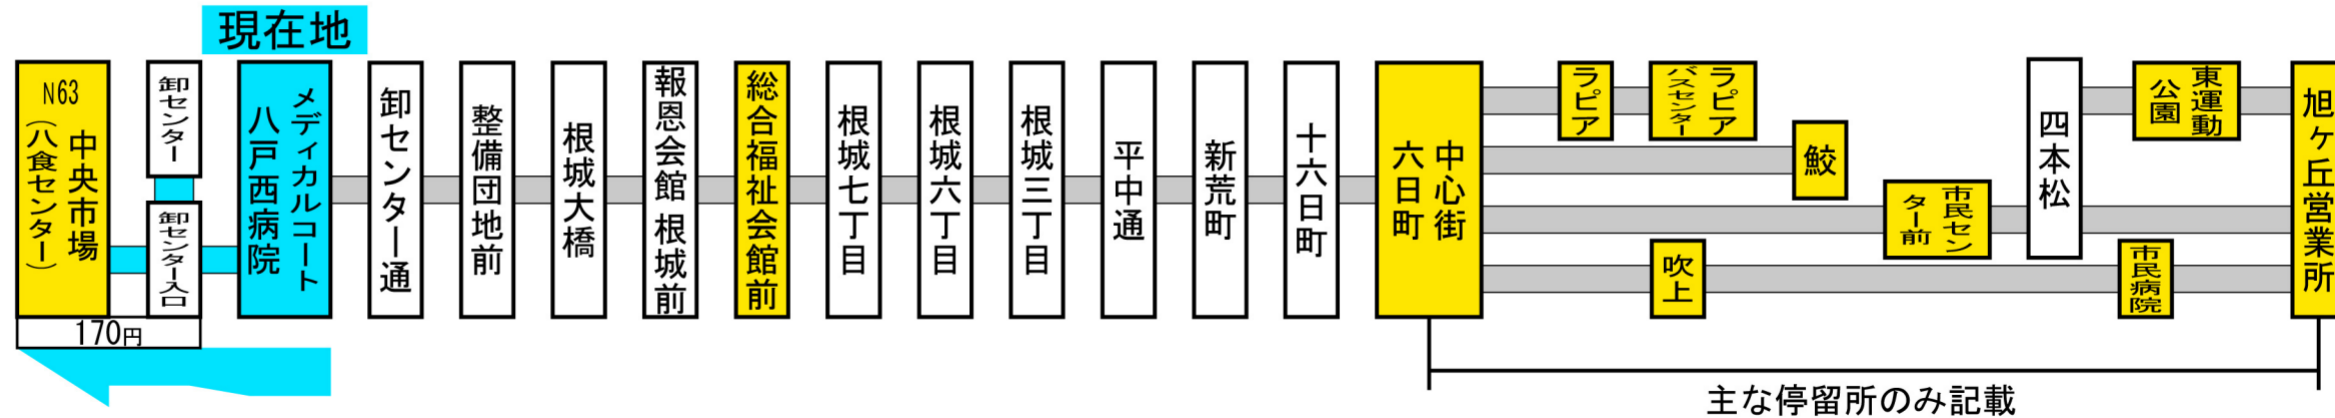 現在地
N63
中央市場
(八食センター)
卸センター
卸センター入口
メディカルコート
八戸西病院
卸センター通
整備団地前
根城大橋
報恩会館 根城前
総合福祉会館前
根城七丁目
根城六丁目
根城三丁目
平中通
新荒町
十六日町
中心街
六日町
ラピア
ラピア
バスセンター
鮫
市民セン
ター前
吹上
四本松
東運動
公園
市民病院
旭ヶ丘営業所
170円
主な停留所のみ記載